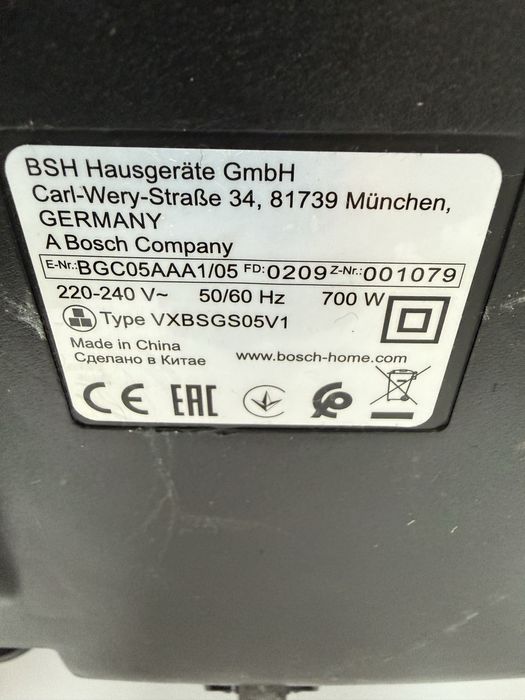 BSH Hausgeräte GmbH
Carl-Wery-Straße 34, 81739 München,
GERMANY
A Bosch Company
E-Nr.: BGC05AAA1/05 FD: 0209 Z-Nr.: 001079
220-240 V~ 50/60 Hz 700 W
Type VXBSGS05V1
Made in China
Сделано в Китае www.bosch-home.com
CE EAC